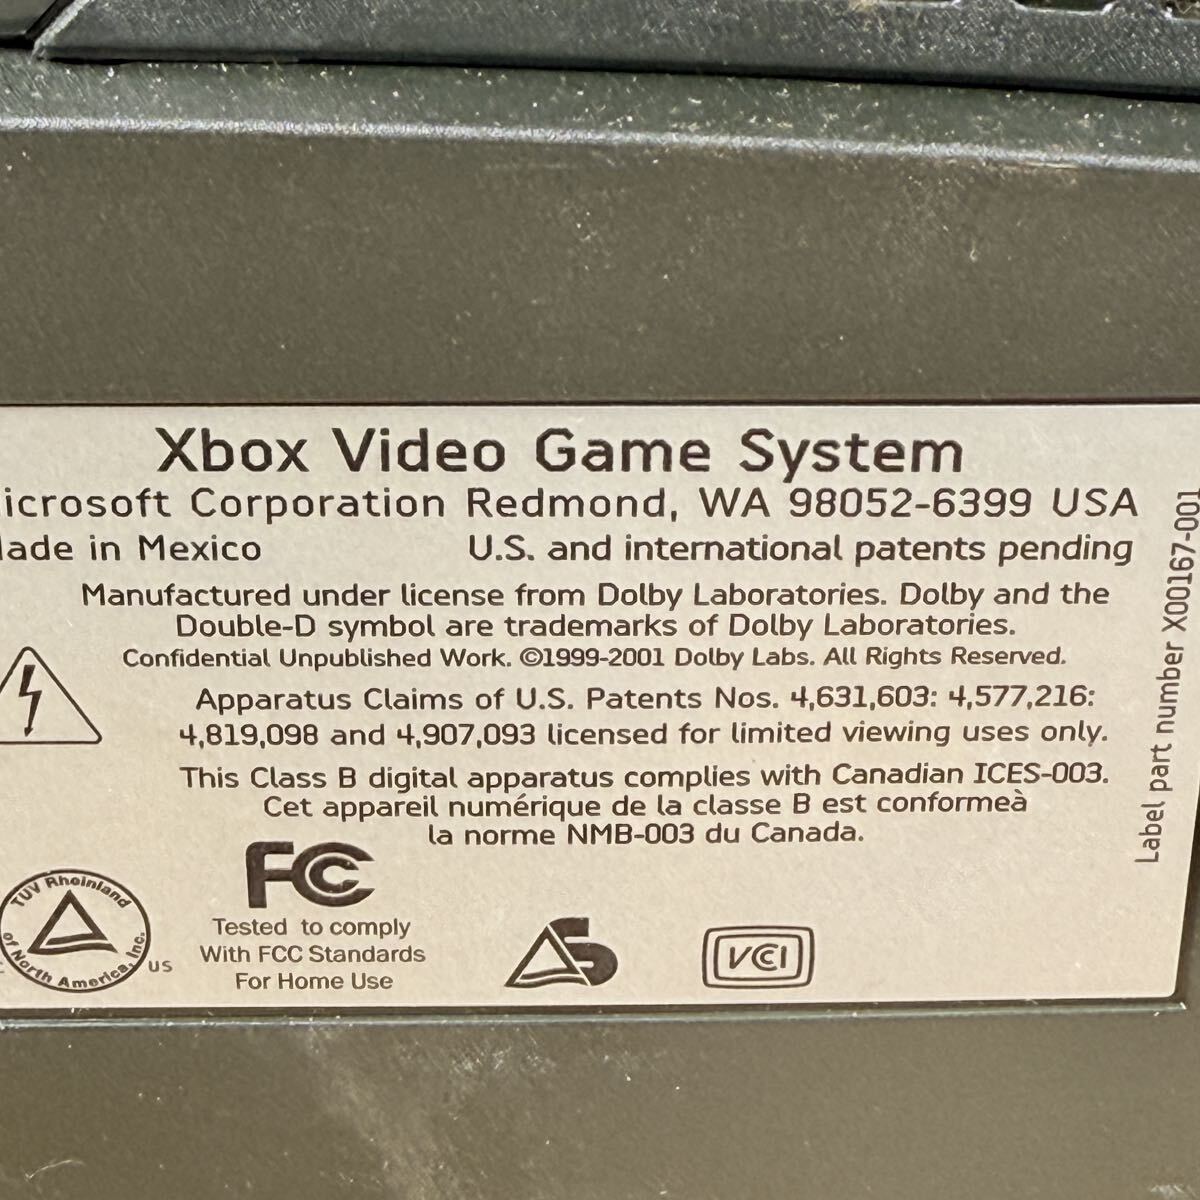 Xbox Video Game System
icrosoft Corporation Redmond, WA 98052-6399 USA
ade in Mexico
U.S. and international patents pending
Manufactured under license from Dolby Laboratories. Dolby and the
Double-D symbol are trademarks of Dolby Laboratories.
Confidential Unpublished Work. ©1999-2001 Dolby Labs. All Rights Reserved.
Apparatus Claims of U.S. Patents Nos. 4,631,603: 4,577,216:
4,819,098 and 4,907,093 licensed for limited viewing uses only.
This Class B digital apparatus complies with Canadian ICES-003.
Cet appareil numérique de la classe B est conformeà
la norme NMB-003 du Canada.
TUV Rheinland
of North America, Inc.
US
FC
Tested to comply
With FCC Standards
For Home Use
S
VCI
Label part number X00167-001